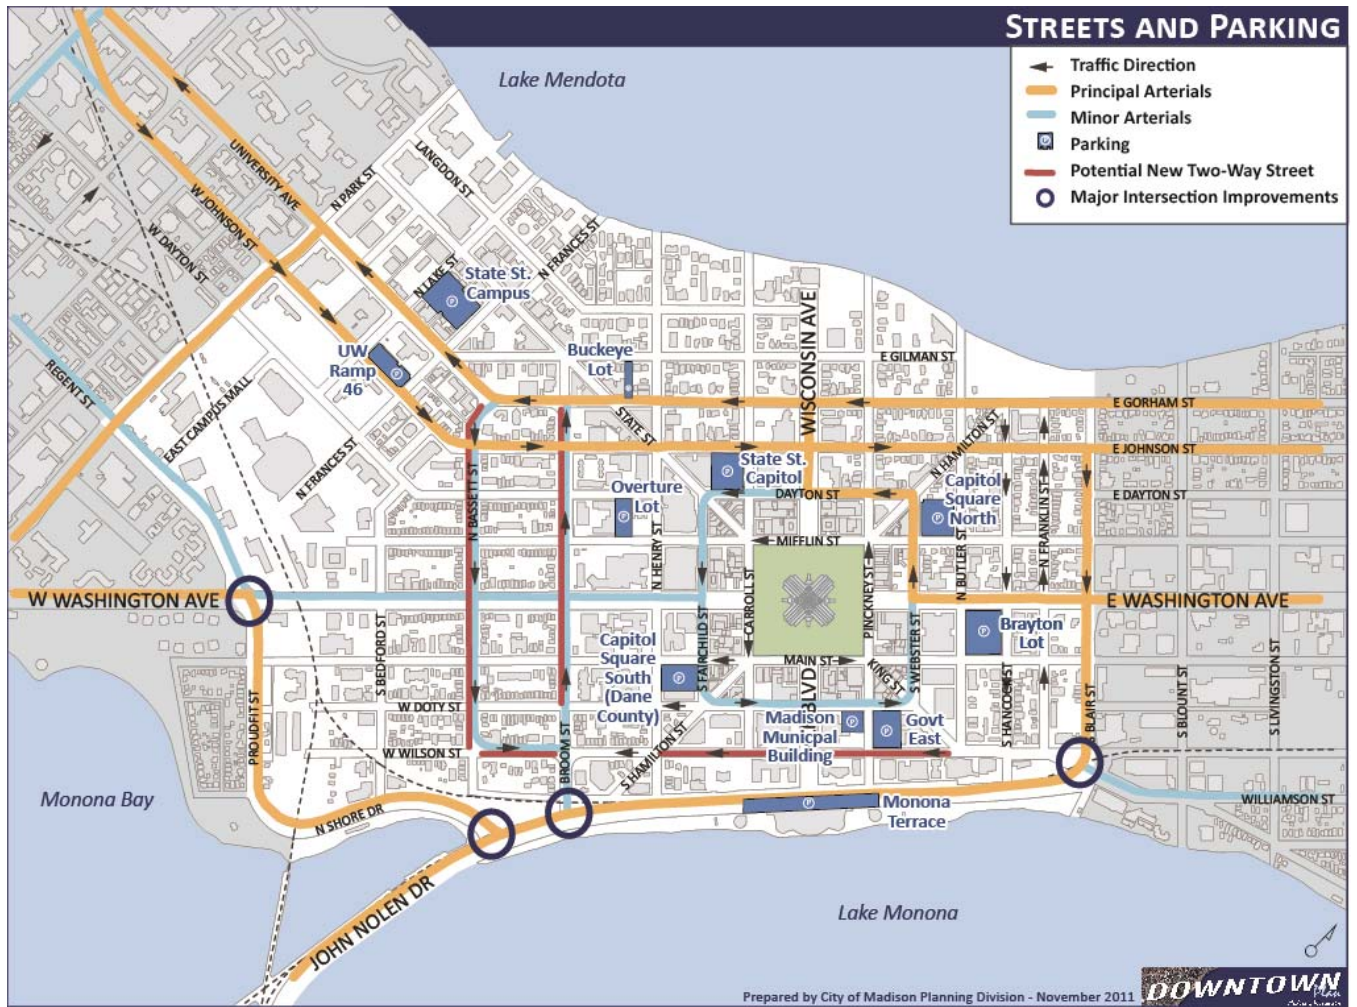 STREETS AND PARKING
Traffic Direction
Principal Arterials
Minor Arterials
Parking
Potential New Two-Way Street
Major Intersection Improvements
Lake Mendota
UNIVERSITY AVE
N PARK ST
LANGDON ST
W JOHNSON ST
W DAYTON ST
N LAKE ST
N FRANCES ST
State St.
Campus
UW
Ramp
46
Buckeye
Lot
WISCONSIN AVE
E GILMAN ST
REGENT ST
EAST CAMPUS MALL
N FRANCES ST
STATE ST
E GORHAM ST
N HAMILTON ST
E JOHNSON ST
State St.
Capitol
DAYTON ST
E DAYTON ST
N BASSETT ST
Overture
Lot
N HENRY ST
Capitol
Square
North
N BUTLER ST
N FRANKLIN ST
MIFFLIN ST
CARROLL ST
PINCKNEY ST
W WASHINGTON AVE
E WASHINGTON AVE
S BEDFORD ST
S FAIRCHILD ST
S WEBSTER ST
Brayton
Lot
Capitol
Square
South
(Dane
County)
MAIN ST
KING ST
BLVD
S HANCOCK ST
S BLAIR ST
S BLOUNT ST
S LIVINGSTON ST
PROUDFIT ST
W DOTY ST
W WILSON ST
BROOM ST
S HAMILTON ST
Madison
Municpal
Building
Govt
East
Monona Bay
N SHORE DR
Monona
Terrace
WILLIAMSON ST
JOHN NOLEN DR
Lake Monona
Prepared by City of Madison Planning Division - November 2011
DOWNTOWN
Plan